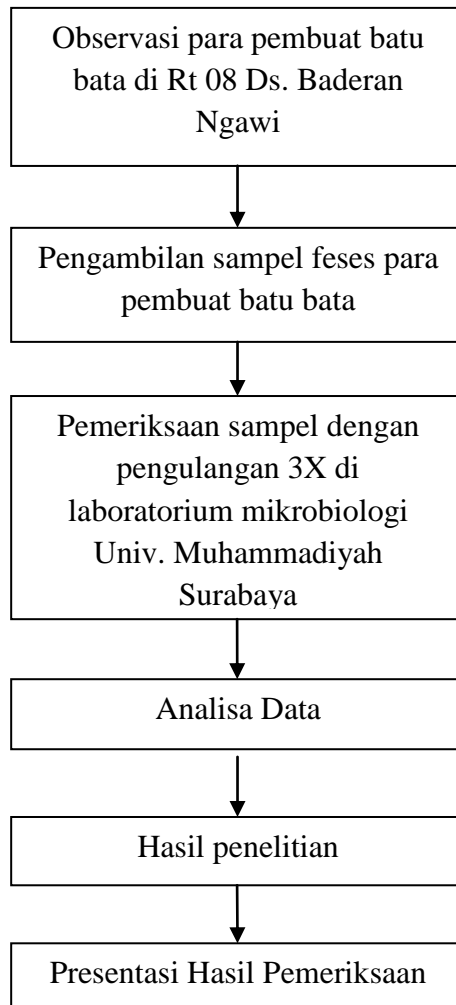 Observasi para pembuat batu
bata di Rt 08 Ds. Baderan
Ngawi
Pengambilan sampel feses para
pembuat batu bata
Pemeriksaan sampel dengan
pengulangan 3X di
laboratorium mikrobiologi
Univ. Muhammadiyah
Surabaya
Analisa Data
Hasil penelitian
Presentasi Hasil Pemeriksaan